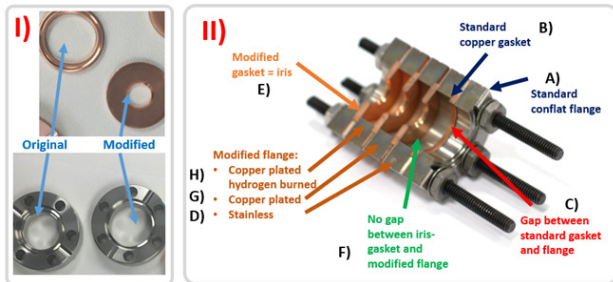 I)
Original
Modified
II)
B)
Standard
copper gasket
A)
Standard
conflat flange
Modified
gasket = iris
E)
Modified flange:
H) • Copper plated
hydrogen burned
G) • Copper plated
D) • Stainless
C)
Gap between
standard gasket
and flange
No gap
between iris-
gasket and
modified flange
F)